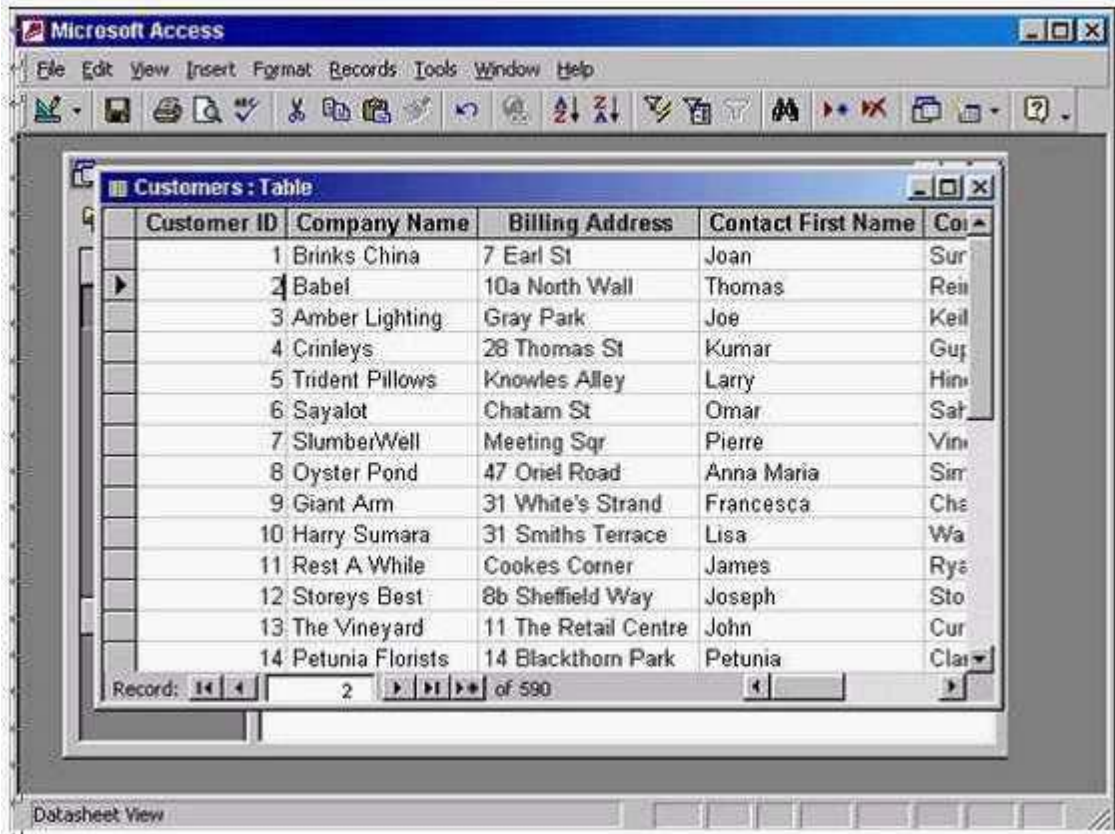 Microsoft Access
File Edit View Insert Format Records Tools Window Help
Customers : Table
Customer ID Company Name Billing Address Contact First Name
1 Brinks China 7 Earl St Joan
2 Babel 10a North Wall Thomas
3 Amber Lighting Gray Park Joe
4 Crinleys 28 Thomas St Kumar
5 Trident Pillows Knowles Alley Larry
6 Sayalot Chatam St Omar
7 SlumberWell Meeting Sqr Pierre
8 Oyster Pond 47 Oriel Road Anna Maria
9 Giant Arm 31 White's Strand Francesca
10 Harry Sumara 31 Smiths Terrace Lisa
11 Rest A While Cookes Corner James
12 Storeys Best 8b Sheffield Way Joseph Sto
13 The Vineyard 11 The Retail Centre John Cur
14 Petunia Florists 14 Blackthorn Park Petunia
Record: 2 of 590
Datasheet View